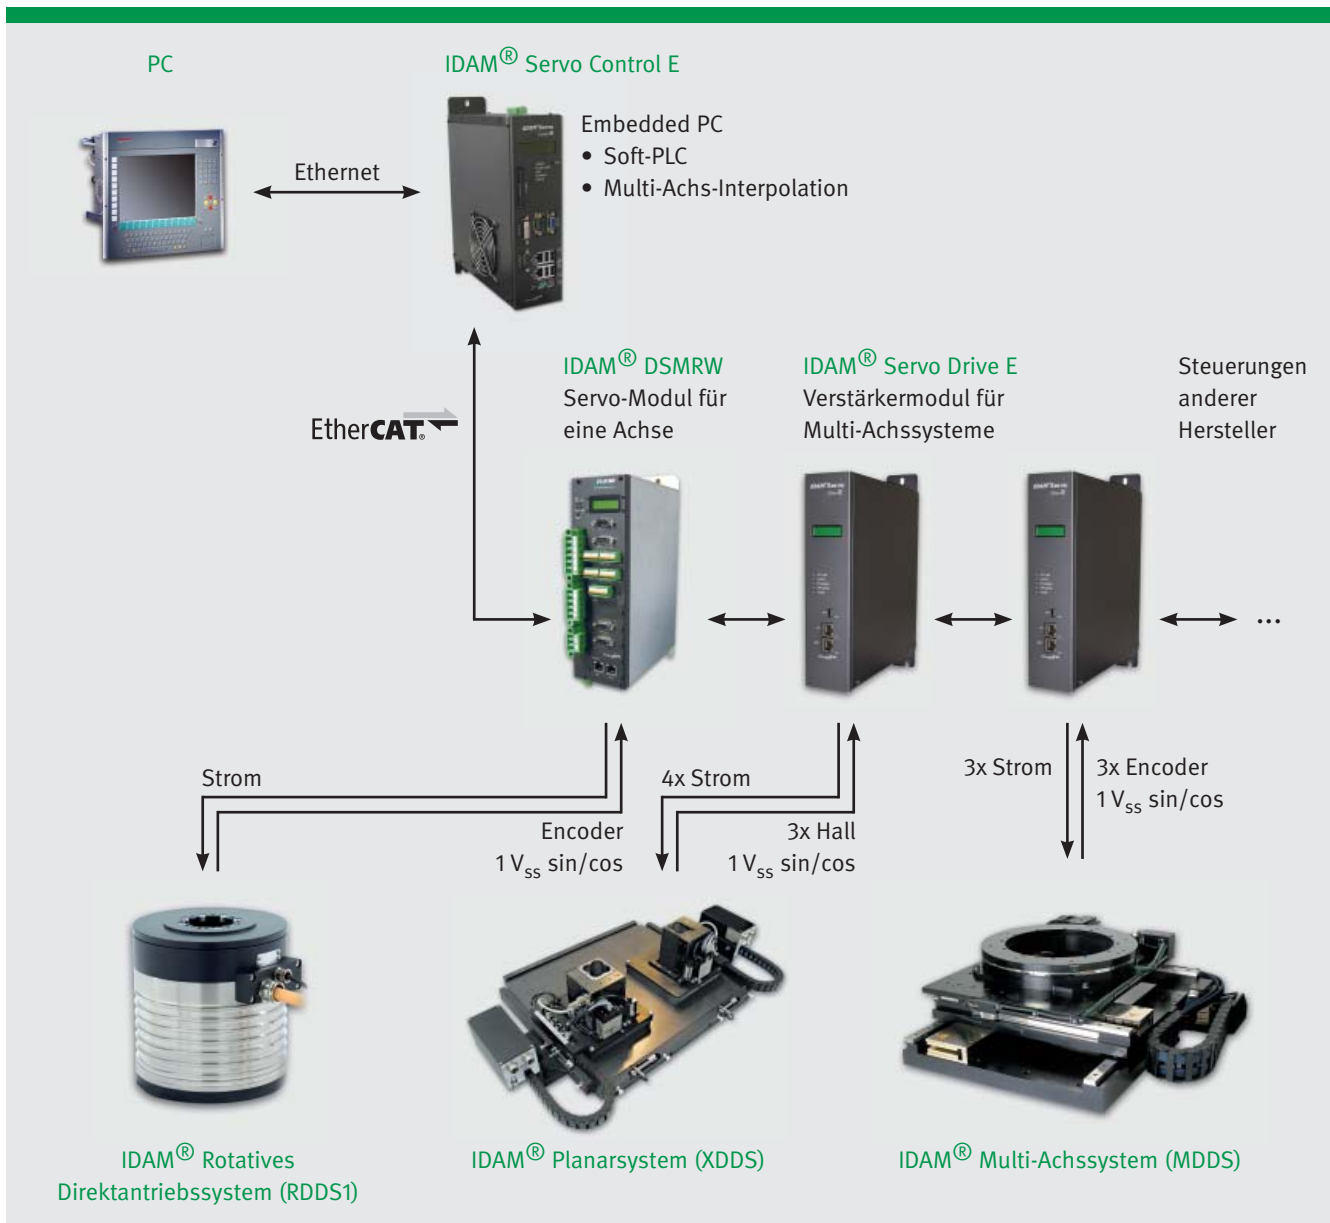 PC
IDAM® Servo Control E
Embedded PC
• Soft-PLC
• Multi-Achs-Interpolation
Ethernet
EtherCAT®
IDAM® DSMRW
Servo-Modul für
eine Achse
IDAM® Servo Drive E
Verstärkermodul für
Multi-Achssysteme
Steuerungen
anderer
Hersteller
...
Strom
Encoder
1 Vss sin/cos
4x Strom
3x Hall
1 Vss sin/cos
3x Strom
3x Encoder
1 Vss sin/cos
IDAM® Rotatives
Direktantriebssystem (RDDS1)
IDAM® Planarsystem (XDDS)
IDAM® Multi-Achssystem (MDDS)